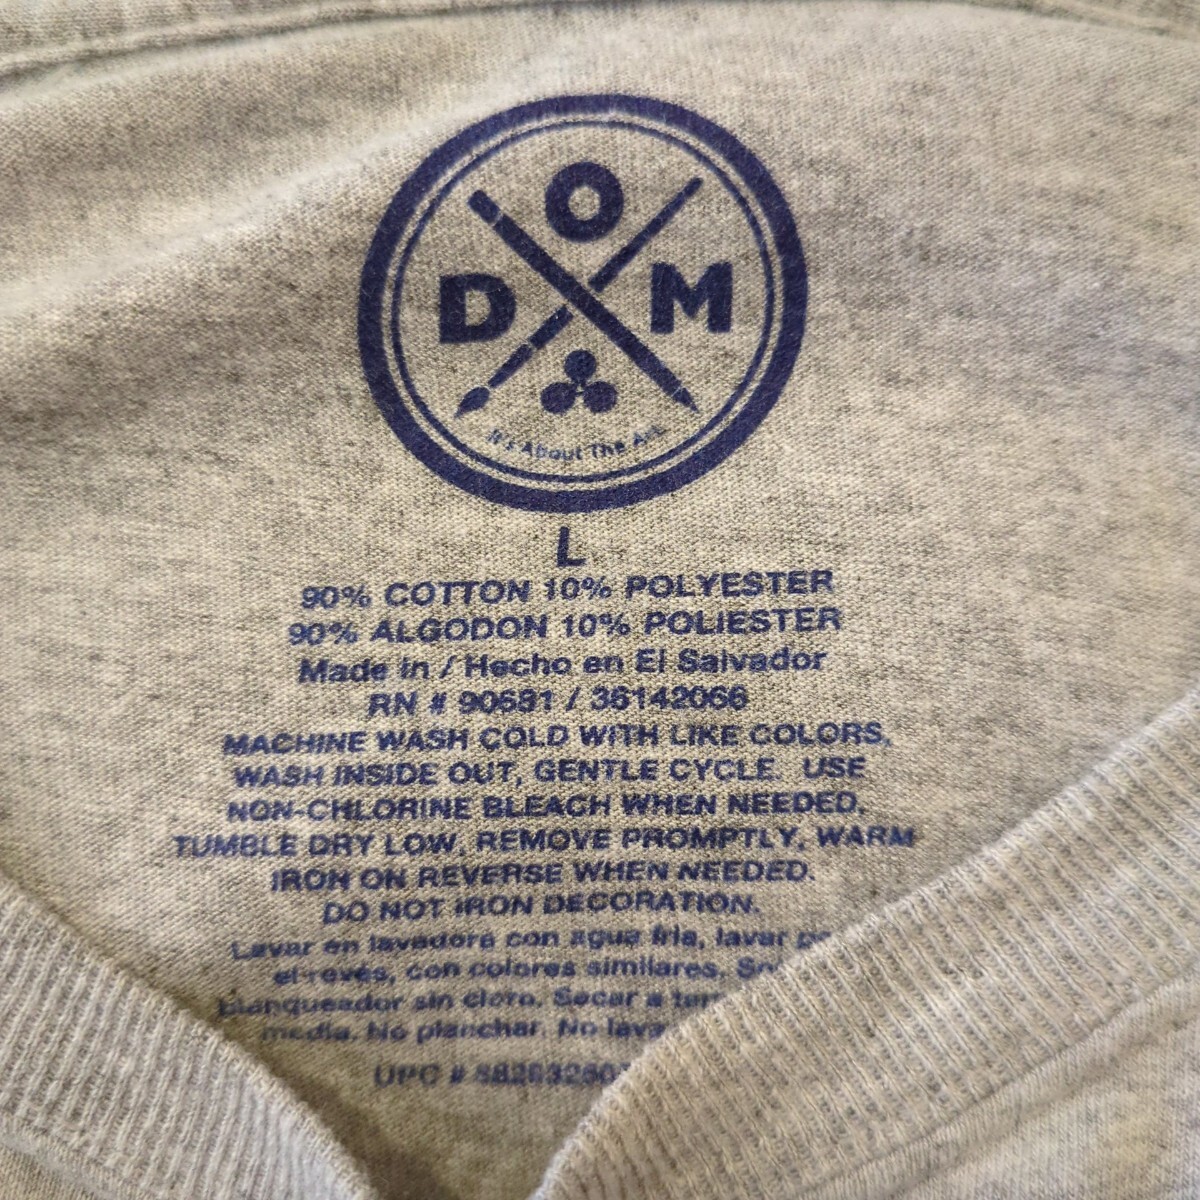 D O M
It's About The Art.
L
90% COTTON 10% POLYESTER
90% ALGODON 10% POLIESTER
Made in / Hecho en El Salvador
RN # 90681 / 36142066
MACHINE WASH COLD WITH LIKE COLORS,
WASH INSIDE OUT, GENTLE CYCLE. USE
NON-CHLORINE BLEACH WHEN NEEDED,
TUMBLE DRY LOW, REMOVE PROMPTLY, WARM
IRON ON REVERSE WHEN NEEDED.
DO NOT IRON DECORATION.
Lavar en lavadora con agua fria, lavar
el revés, con colores similares.
Blanqueador sin cloro. Secar a
media. No planchar. No
UPC #